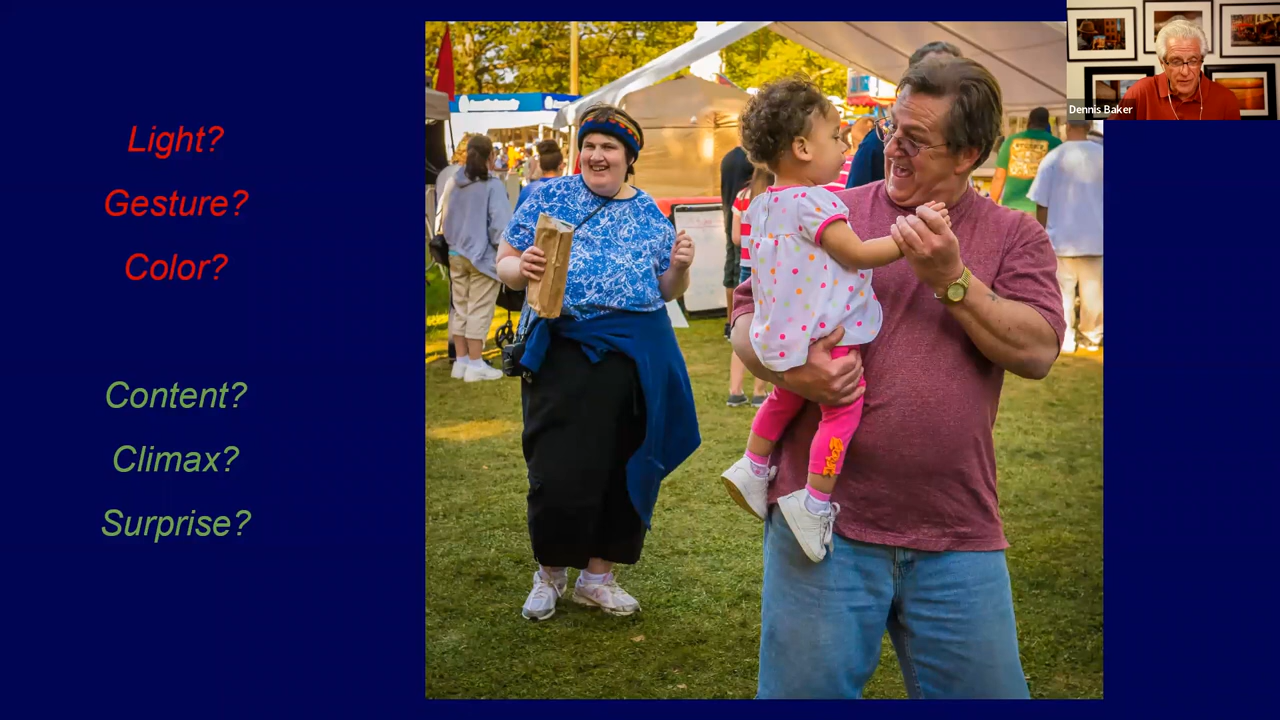 Light?
Gesture?
Color?
Content?
Climax?
Surprise?
Dennis Baker